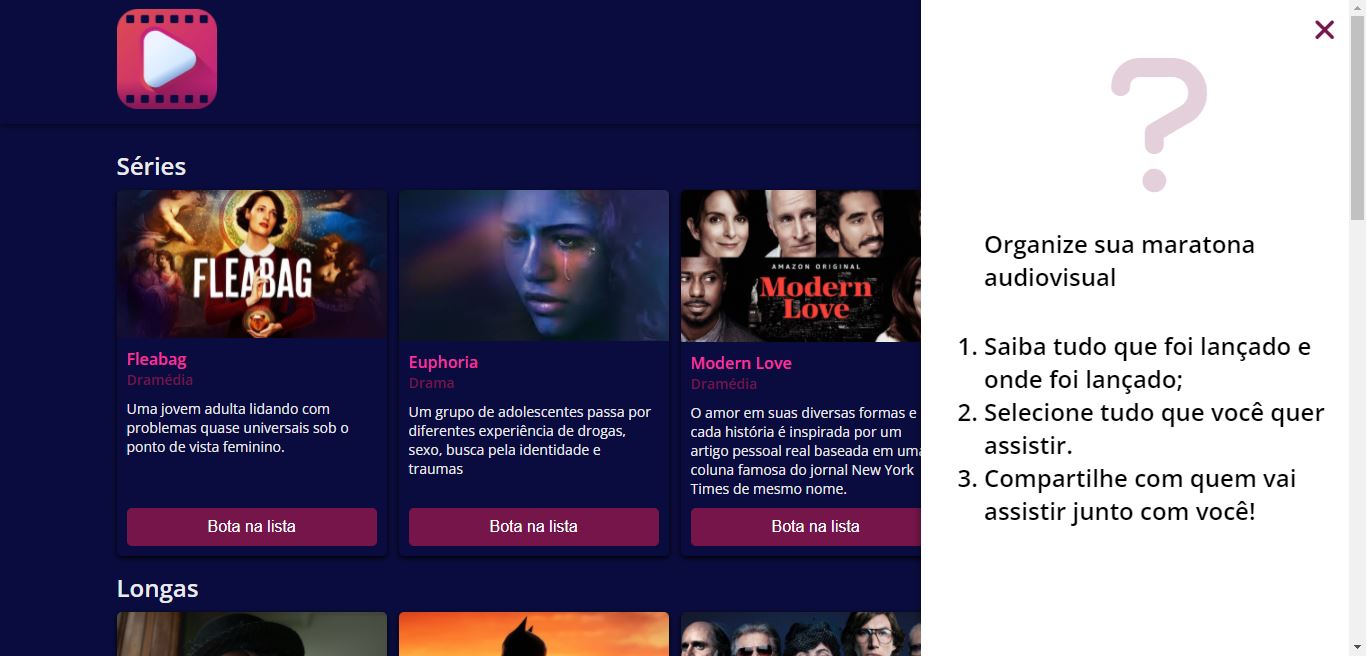 Séries
FLEABAG
Fleabag
Dramédia
Uma jovem adulta lidando com
problemas quase universais sob o
ponto de vista feminino.
Bota na lista
Euphoria
Drama
Um grupo de adolescentes passa por
diferentes experiência de drogas,
sexo, busca pela identidade e
traumas
Bota na lista
AMAZON ORIGINAL
Modern
Love
Modern Love
Dramédia
O amor em suas diversas formas e
cada história é inspirada por um
artigo pessoal real baseada em uma
coluna famosa do jornal New York
Times de mesmo nome.
Bota na lista
Longas
Organize sua maratona
audiovisual
1. Saiba tudo que foi lançado e
onde foi lançado;
2. Selecione tudo que você quer
assistir.
3. Compartilhe com quem vai
assistir junto com você!